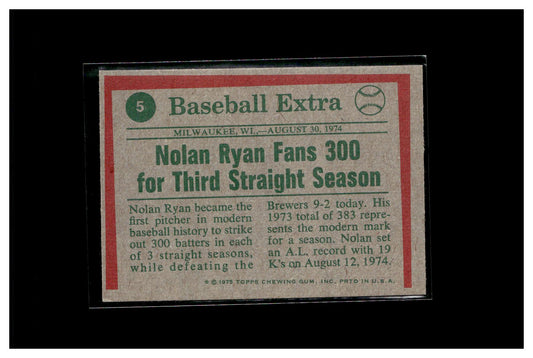 5
Baseball Extra
MILWAUKEE, WI.,—AUGUST 30, 1974
Nolan Ryan Fans 300
for Third Straight Season
Nolan Ryan became the
first pitcher in modern
baseball history to strike
out 300 batters in each
of 3 straight seasons,
while defeating the
Brewers 9-2 today. His
1973 total of 383 repre-
sents the modern mark
for a season. Nolan set
an A.L. record with 19
K's on August 12, 1974.
* © 1975 TOPPS CHEWING GUM, INC. PRTD IN U.S.A.